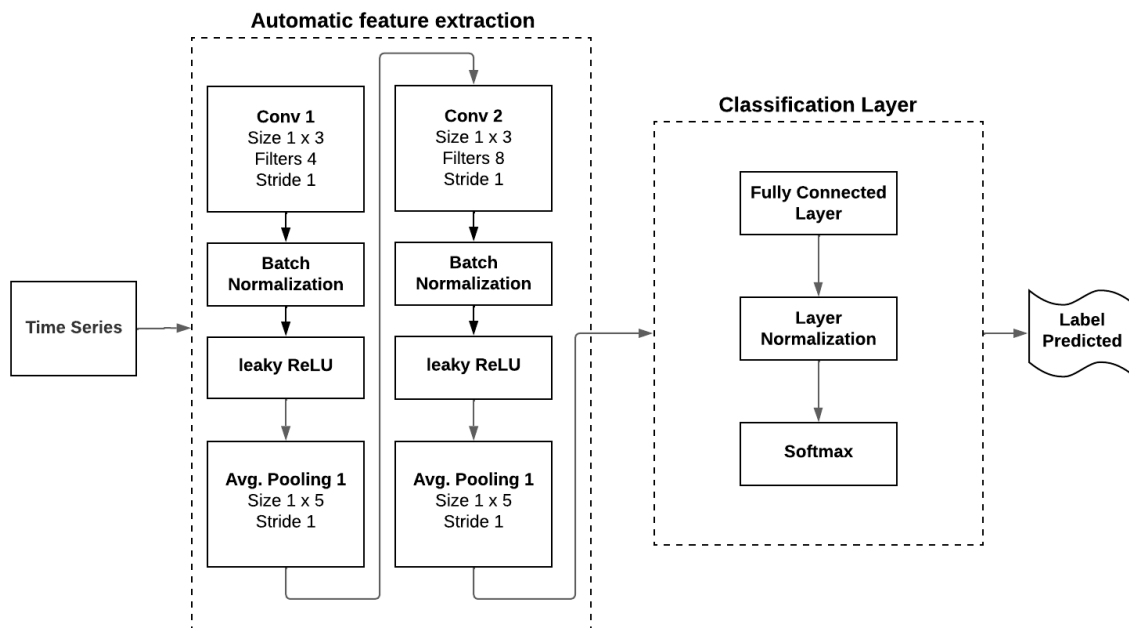 Automatic feature extraction
Conv 1
Size 1 x 3
Filters 4
Stride 1
Batch
Normalization
leaky ReLU
Avg. Pooling 1
Size 1 x 5
Stride 1
Conv 2
Size 1 x 3
Filters 8
Stride 1
Batch
Normalization
leaky ReLU
Avg. Pooling 1
Size 1 x 5
Stride 1
Time Series
Classification Layer
Fully Connected
Layer
Layer
Normalization
Softmax
Label
Predicted